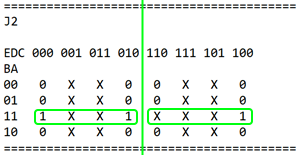 ============================================
J2
EDC 000 001 011 010 110 111 101 100
BA
00 0 X X 0 0 X X 0
01 0 X X 0 0 X X 0
11 1 X X 1 X X X 1
10 0 X X 0 0 X X 0
============================================